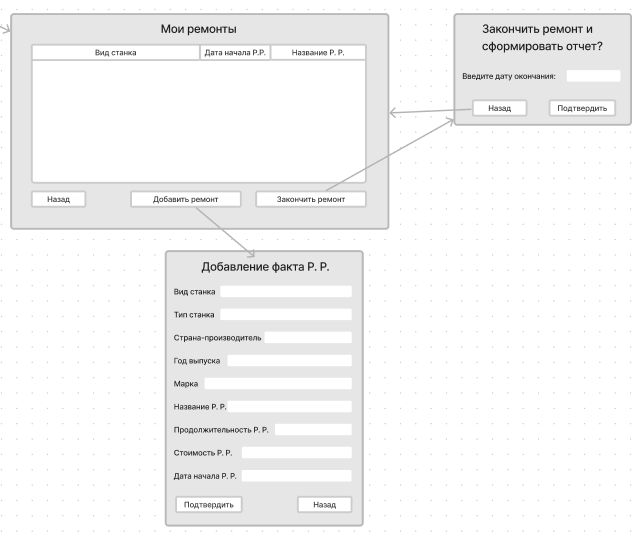 Мои ремонты
Вид станка
Дата начала Р.Р.
Название Р. Р.
Назад
Добавить ремонт
Закончить ремонт
Закончить ремонт и
сформировать отчет?
Введите дату окончания:
Назад
Подтвердить
Добавление факта Р. Р.
Вид станка
Тип станка
Страна-производитель
Год выпуска
Марка
Название Р. Р.
Продолжительность Р. Р.
Стоимость Р. Р.
Дата начала Р. Р.
Подтвердить
Назад